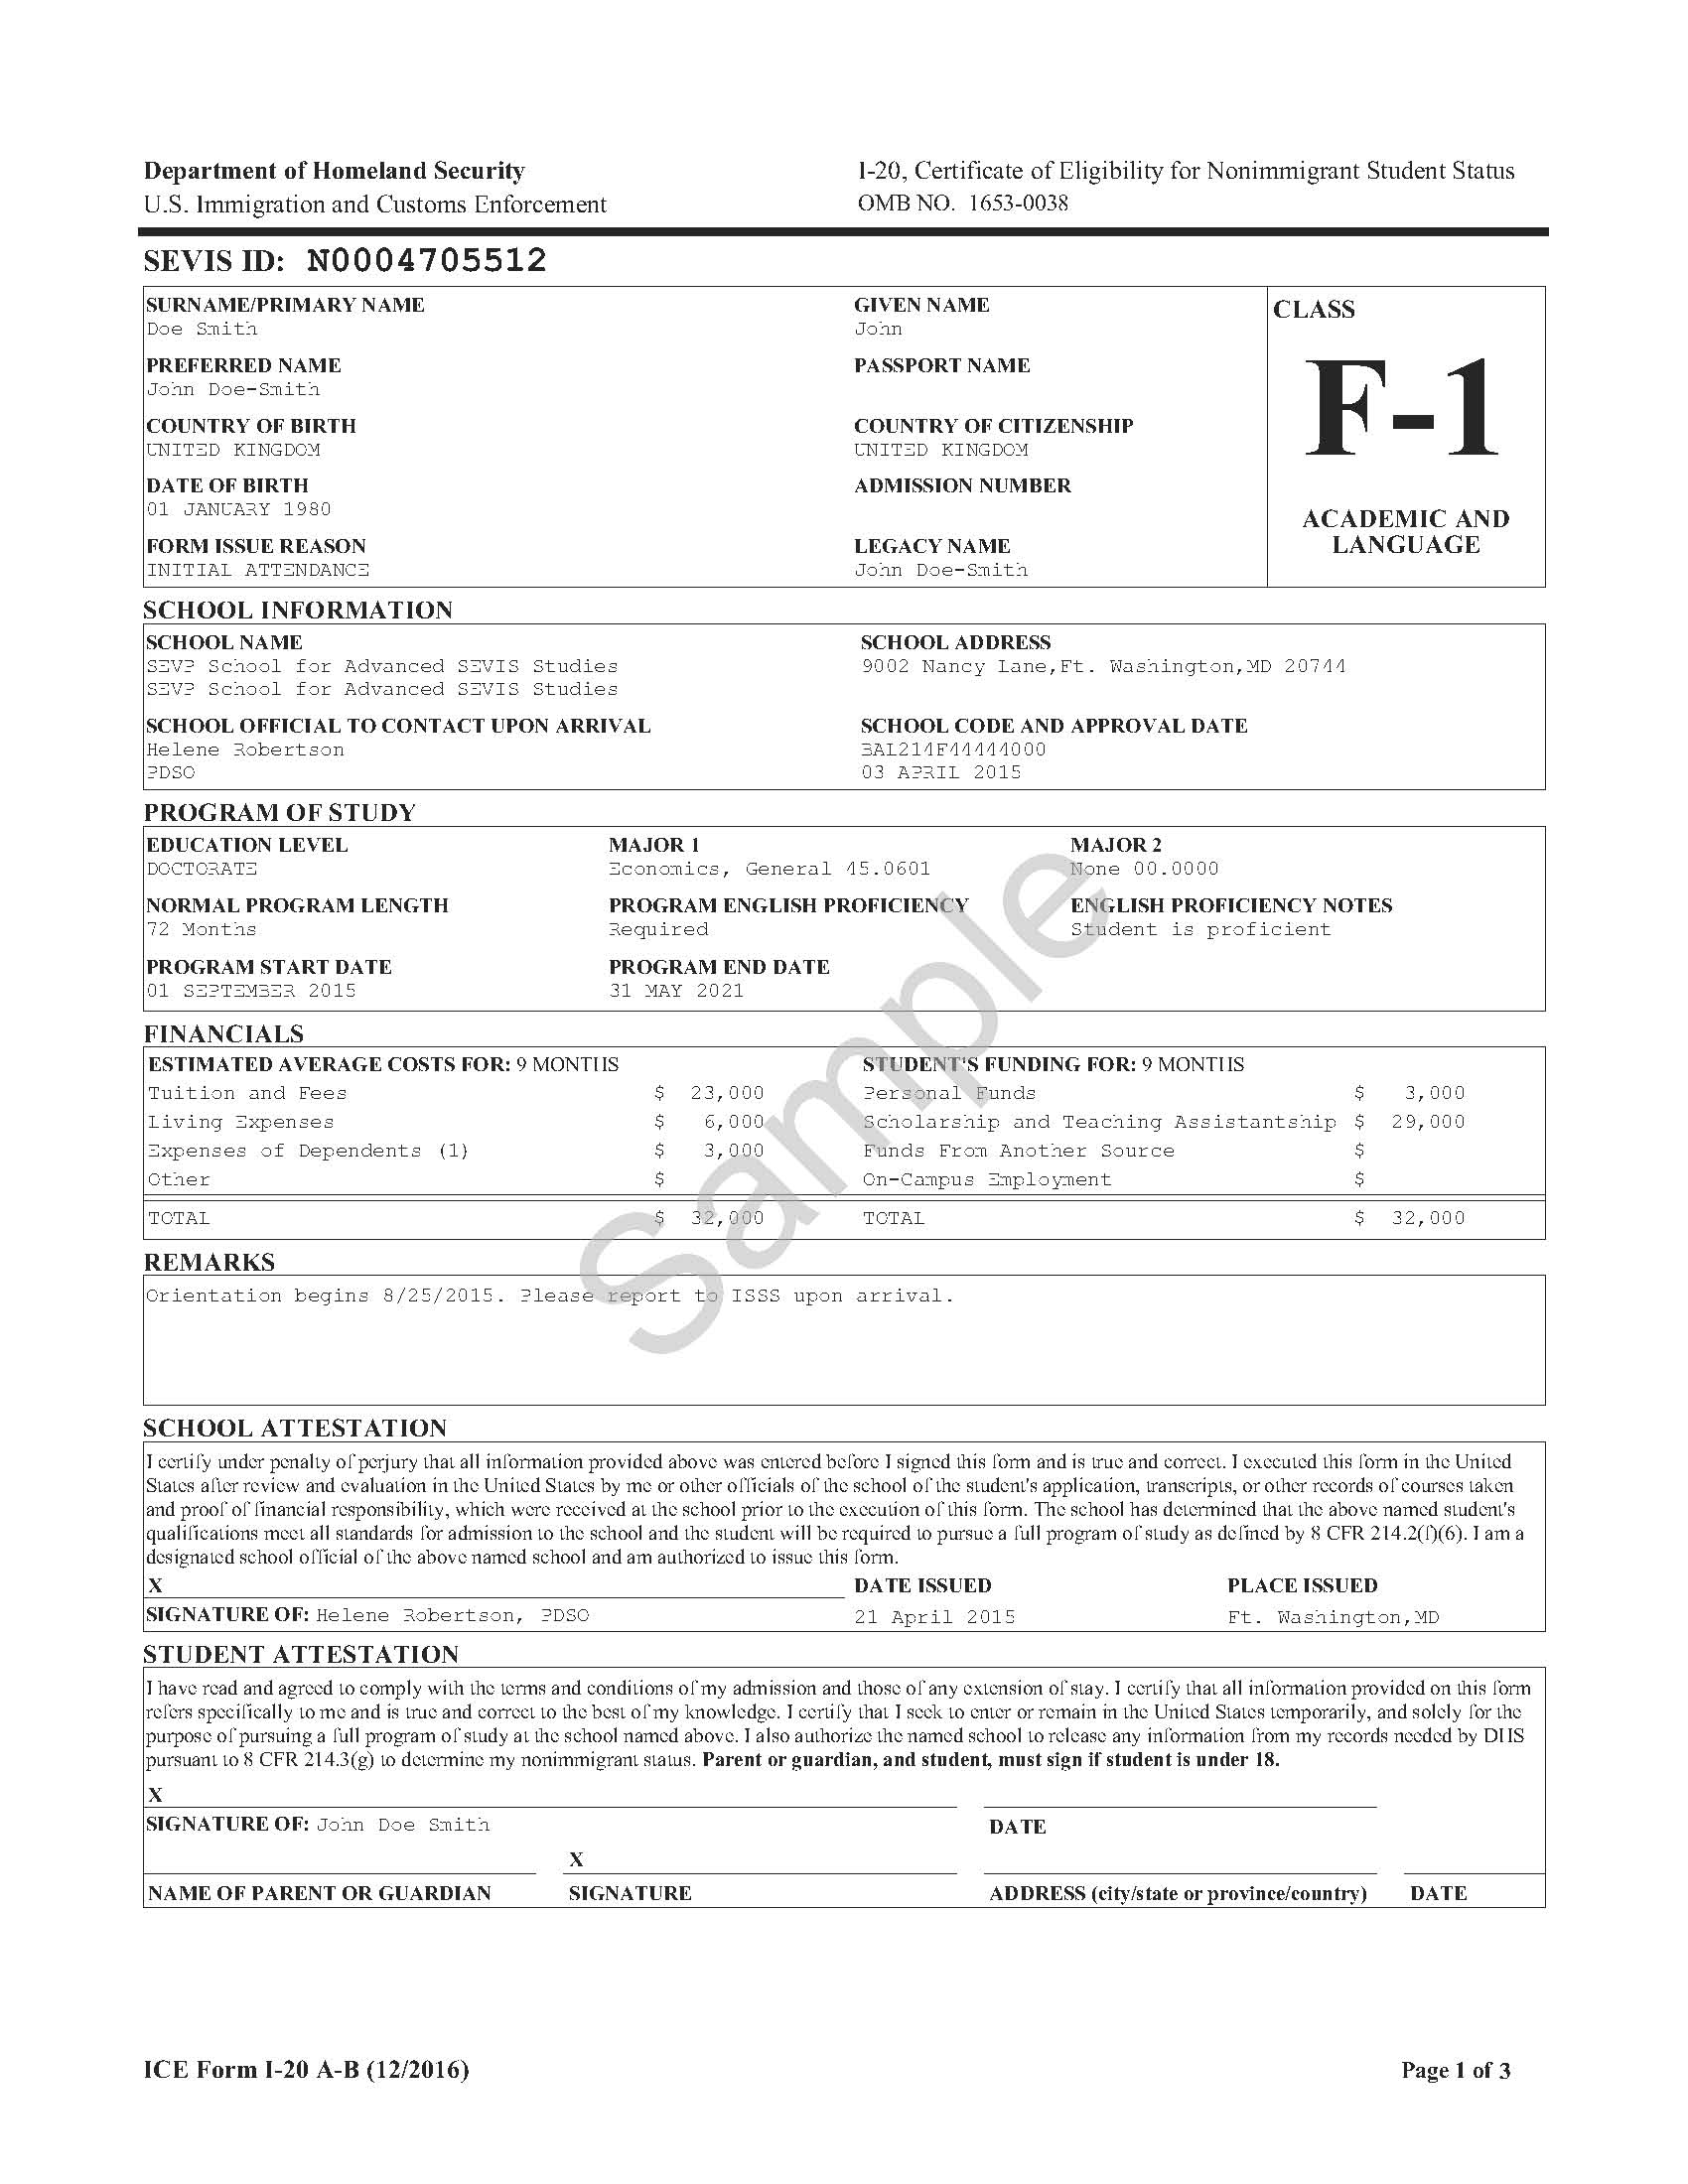 Department of Homeland Security
U.S. Immigration and Customs Enforcement
I-20, Certificate of Eligibility for Nonimmigrant Student Status
OMB NO. 1653-0038
SEVIS ID: N0004705512
SURNAME/PRIMARY NAME
Doe Smith
GIVEN NAME
John
PREFERRED NAME
John Doe-Smith
PASSPORT NAME
COUNTRY OF BIRTH
UNITED KINGDOM
COUNTRY OF CITIZENSHIP
UNITED KINGDOM
DATE OF BIRTH
01 JANUARY 1980
ADMISSION NUMBER
FORM ISSUE REASON
INITIAL ATTENDANCE
LEGACY NAME
John Doe-Smith
CLASS
F-1
ACADEMIC AND
LANGUAGE
SCHOOL INFORMATION
SCHOOL NAME
SEVP School for Advanced SEVIS Studies
SEVP School for Advanced SEVIS Studies
SCHOOL ADDRESS
9002 Nancy Lane,Ft. Washington,MD 20744
SCHOOL OFFICIAL TO CONTACT UPON ARRIVAL
Helene Robertson
PDSO
SCHOOL CODE AND APPROVAL DATE
BAL214F44444000
03 APRIL 2015
PROGRAM OF STUDY
EDUCATION LEVEL
DOCTORATE
MAJOR 1
Economics, General 45.0601
MAJOR 2
None 00.0000
NORMAL PROGRAM LENGTH
72 Months
PROGRAM ENGLISH PROFICIENCY
Required
ENGLISH PROFICIENCY NOTES
Student is proficient
PROGRAM START DATE
01 SEPTEMBER 2015
PROGRAM END DATE
31 MAY 2021
FINANCIALS
ESTIMATED AVERAGE COSTS FOR: 9 MONTHS
Tuition and Fees $ 23,000
Living Expenses $ 6,000
Expenses of Dependents (1) $ 3,000
Other $
TOTAL $ 32,000
STUDENT'S FUNDING FOR: 9 MONTHS
Personal Funds $ 3,000
Scholarship and Teaching Assistantship $ 29,000
Funds From Another Source $
On-Campus Employment $
TOTAL $ 32,000
Sample
REMARKS
Orientation begins 8/25/2015. Please report to ISSS upon arrival.
SCHOOL ATTESTATION
I certify under penalty of perjury that all information provided above was entered before I signed this form and is true and correct. I executed this form in the United
States after review and evaluation in the United States by me or other officials of the school of the student's application, transcripts, or other records of courses taken
and proof of financial responsibility, which were received at the school prior to the execution of this form. The school has determined that the above named student's
qualifications meet all standards for admission to the school and the student will be required to pursue a full program of study as defined by 8 CFR 214.2(f)(6). I am a
designated school official of the above named school and am authorized to issue this form.
X
SIGNATURE OF: Helene Robertson, PDSO
DATE ISSUED
21 April 2015
PLACE ISSUED
Ft. Washington,MD
STUDENT ATTESTATION
I have read and agreed to comply with the terms and conditions of my admission and those of any extension of stay. I certify that all information provided on this form
refers specifically to me and is true and correct to the best of my knowledge. I certify that I seek to enter or remain in the United States temporarily, and solely for the
purpose of pursuing a full program of study at the school named above. I also authorize the named school to release any information from my records needed by DHS
pursuant to 8 CFR 214.3(g) to determine my nonimmigrant status. Parent or guardian, and student, must sign if student is under 18.
X
SIGNATURE OF: John Doe Smith
DATE
X
NAME OF PARENT OR GUARDIAN
SIGNATURE
ADDRESS (city/state or province/country)
DATE
ICE Form I-20 A-B (12/2016)
Page 1 of 3